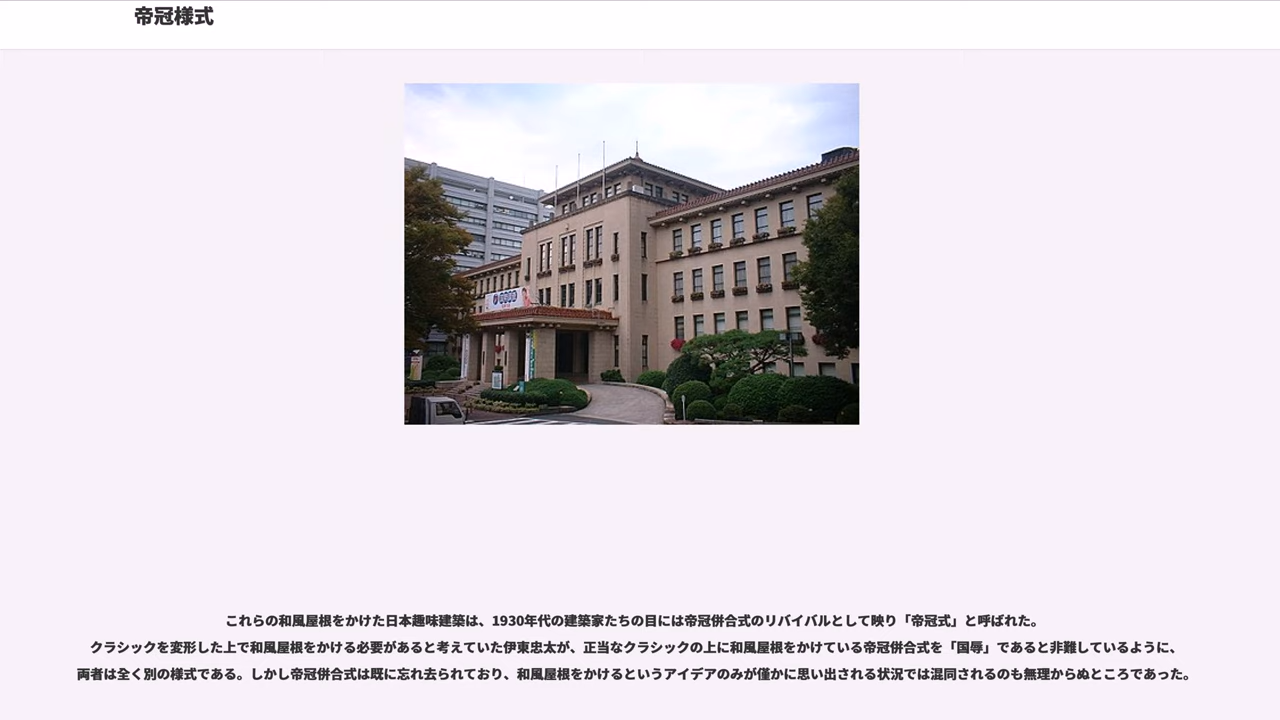 帝冠様式
これらの和風屋根をかけた日本趣味建築は、1930年代の建築家たちの目には帝冠併合式のリバイバルとして映り「帝冠式」と呼ばれた。
クラシックを変形した上で和風屋根をかける必要があると考えていた伊東忠太が、正当なクラシックの上に和風屋根をかけている帝冠併合式を「国辱」であると非難しているように、
両者は全く別の様式である。しかし帝冠併合式は既に忘れ去られており、和風屋根をかけるというアイデアのみが僅かに思い出される状況では混同されるのも無理からぬところであった。